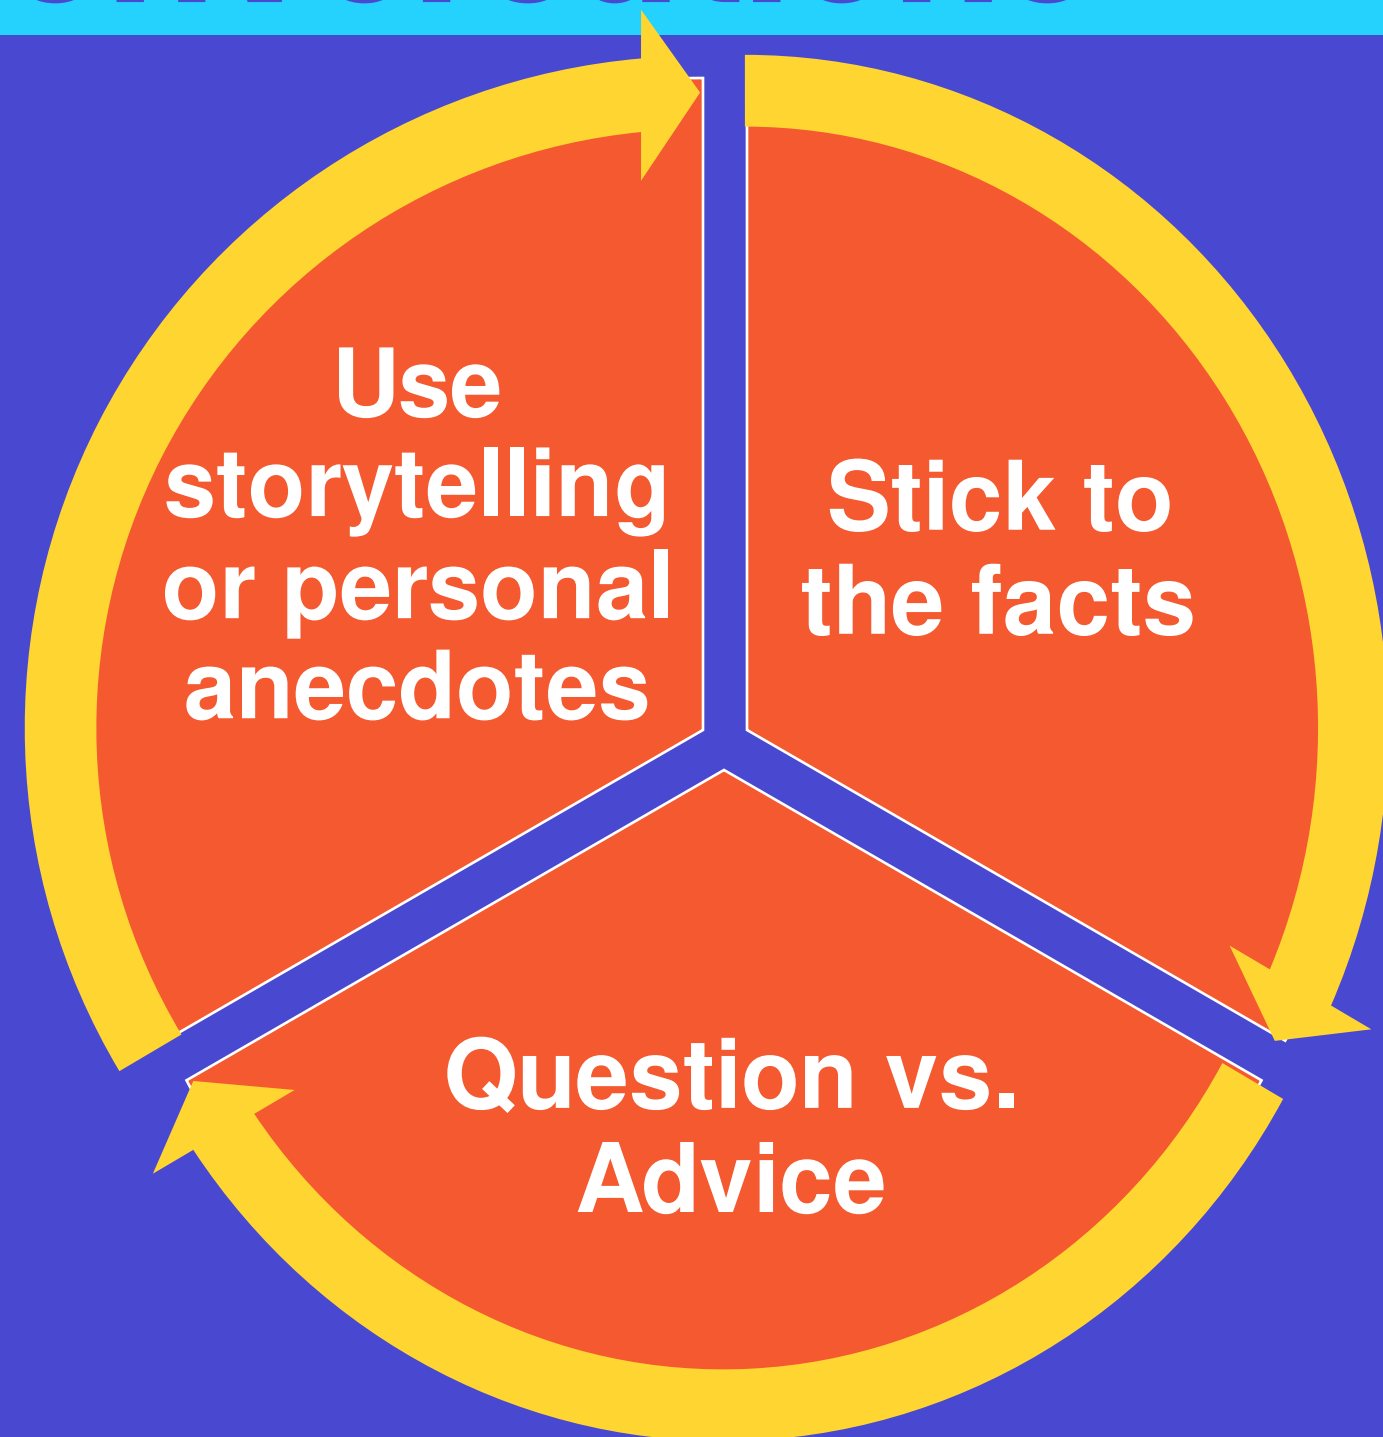 Use
storytelling
or personal
anecdotes
Stick to
the facts
Question vs.
Advice